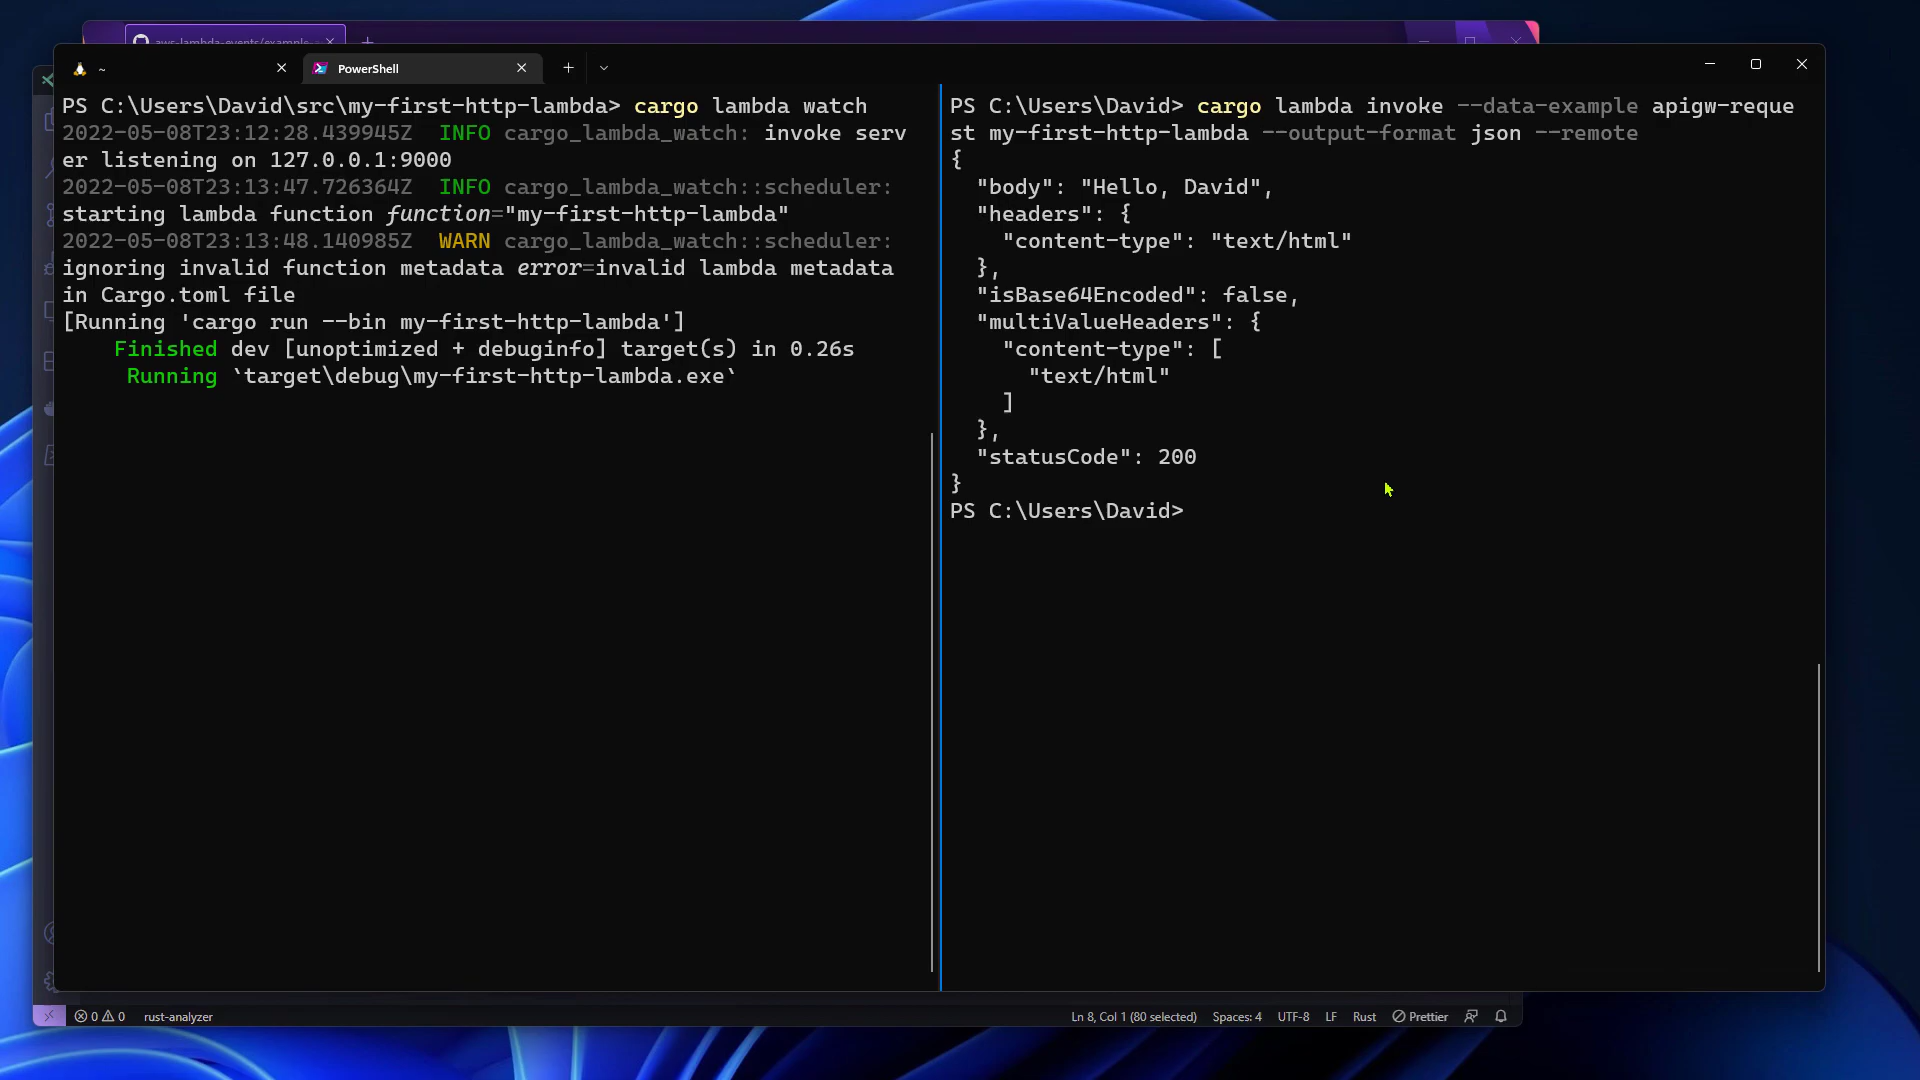 aws-lambda-events/example
~
PowerShell
PS C:\Users\David\src\my-first-http-lambda> cargo lambda watch
2022-05-08T23:12:28.439945Z  INFO cargo_lambda_watch: invoke serv
er listening on 127.0.0.1:9000
2022-05-08T23:13:47.726364Z  INFO cargo_lambda_watch::scheduler:
starting lambda function function="my-first-http-lambda"
2022-05-08T23:13:48.140985Z  WARN cargo_lambda_watch::scheduler:
ignoring invalid function metadata error=invalid lambda metadata
in Cargo.toml file
[Running 'cargo run --bin my-first-http-lambda']
    Finished dev [unoptimized + debuginfo] target(s) in 0.26s
     Running `target\debug\my-first-http-lambda.exe`
PS C:\Users\David> cargo lambda invoke --data-example apigw-reque
st my-first-http-lambda --output-format json --remote
{
  "body": "Hello, David",
  "headers": {
    "content-type": "text/html"
  },
  "isBase64Encoded": false,
  "multiValueHeaders": {
    "content-type": [
      "text/html"
    ]
  },
  "statusCode": 200
}
PS C:\Users\David>
0 0 rust-analyzer Ln 8, Col 1 (80 selected) Spaces: 4 UTF-8 LF Rust Prettier